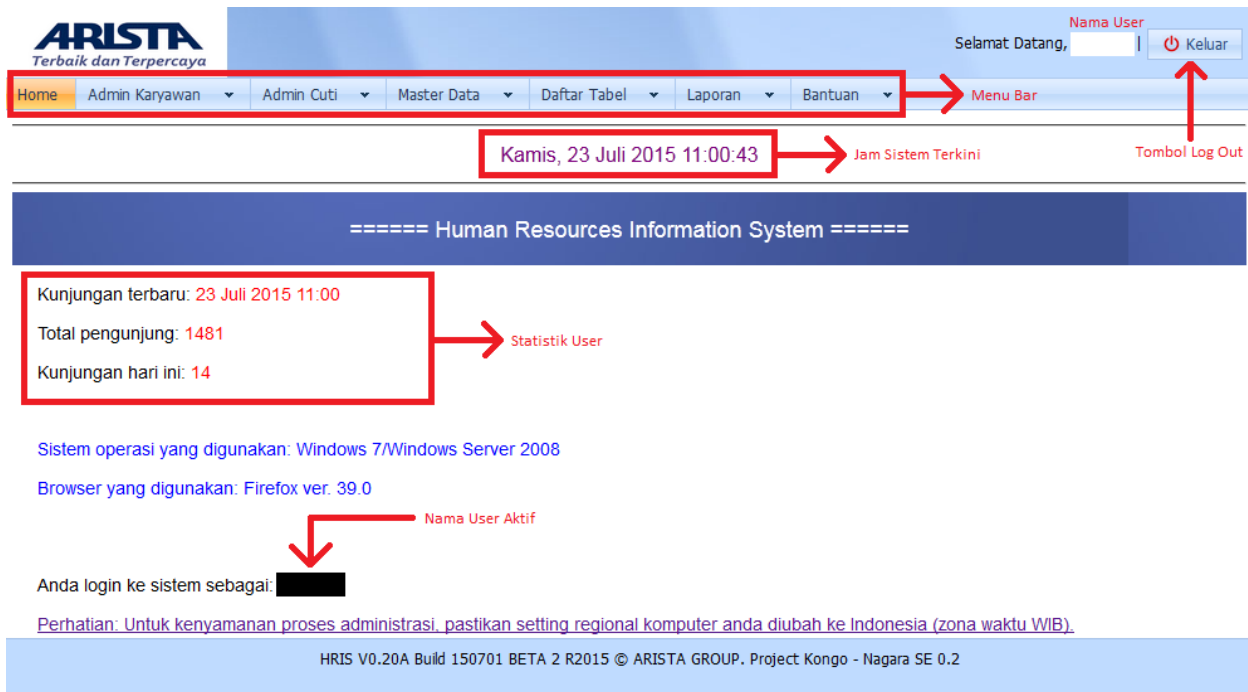 Nama User
ARISTA
Terbaik dan Terpercaya
Selamat Datang, | Keluar
Home Admin Karyawan Admin Cuti Master Data Daftar Tabel Laporan Bantuan Menu Bar
Kamis, 23 Juli 2015 11:00:43 Jam Sistem Terkini Tombol Log Out
====== Human Resources Information System ======
Kunjungan terbaru: 23 Juli 2015 11:00
Total pengunjung: 1481
Statistik User
Kunjungan hari ini: 14
Sistem operasi yang digunakan: Windows 7/Windows Server 2008
Browser yang digunakan: Firefox ver. 39.0
Nama User Aktif
Anda login ke sistem sebagai:
Perhatian: Untuk kenyamanan proses administrasi, pastikan setting regional komputer anda diubah ke Indonesia (zona waktu WIB).
HRIS V0.20A Build 150701 BETA 2 R2015 © ARISTA GROUP. Project Kongo - Nagara SE 0.2